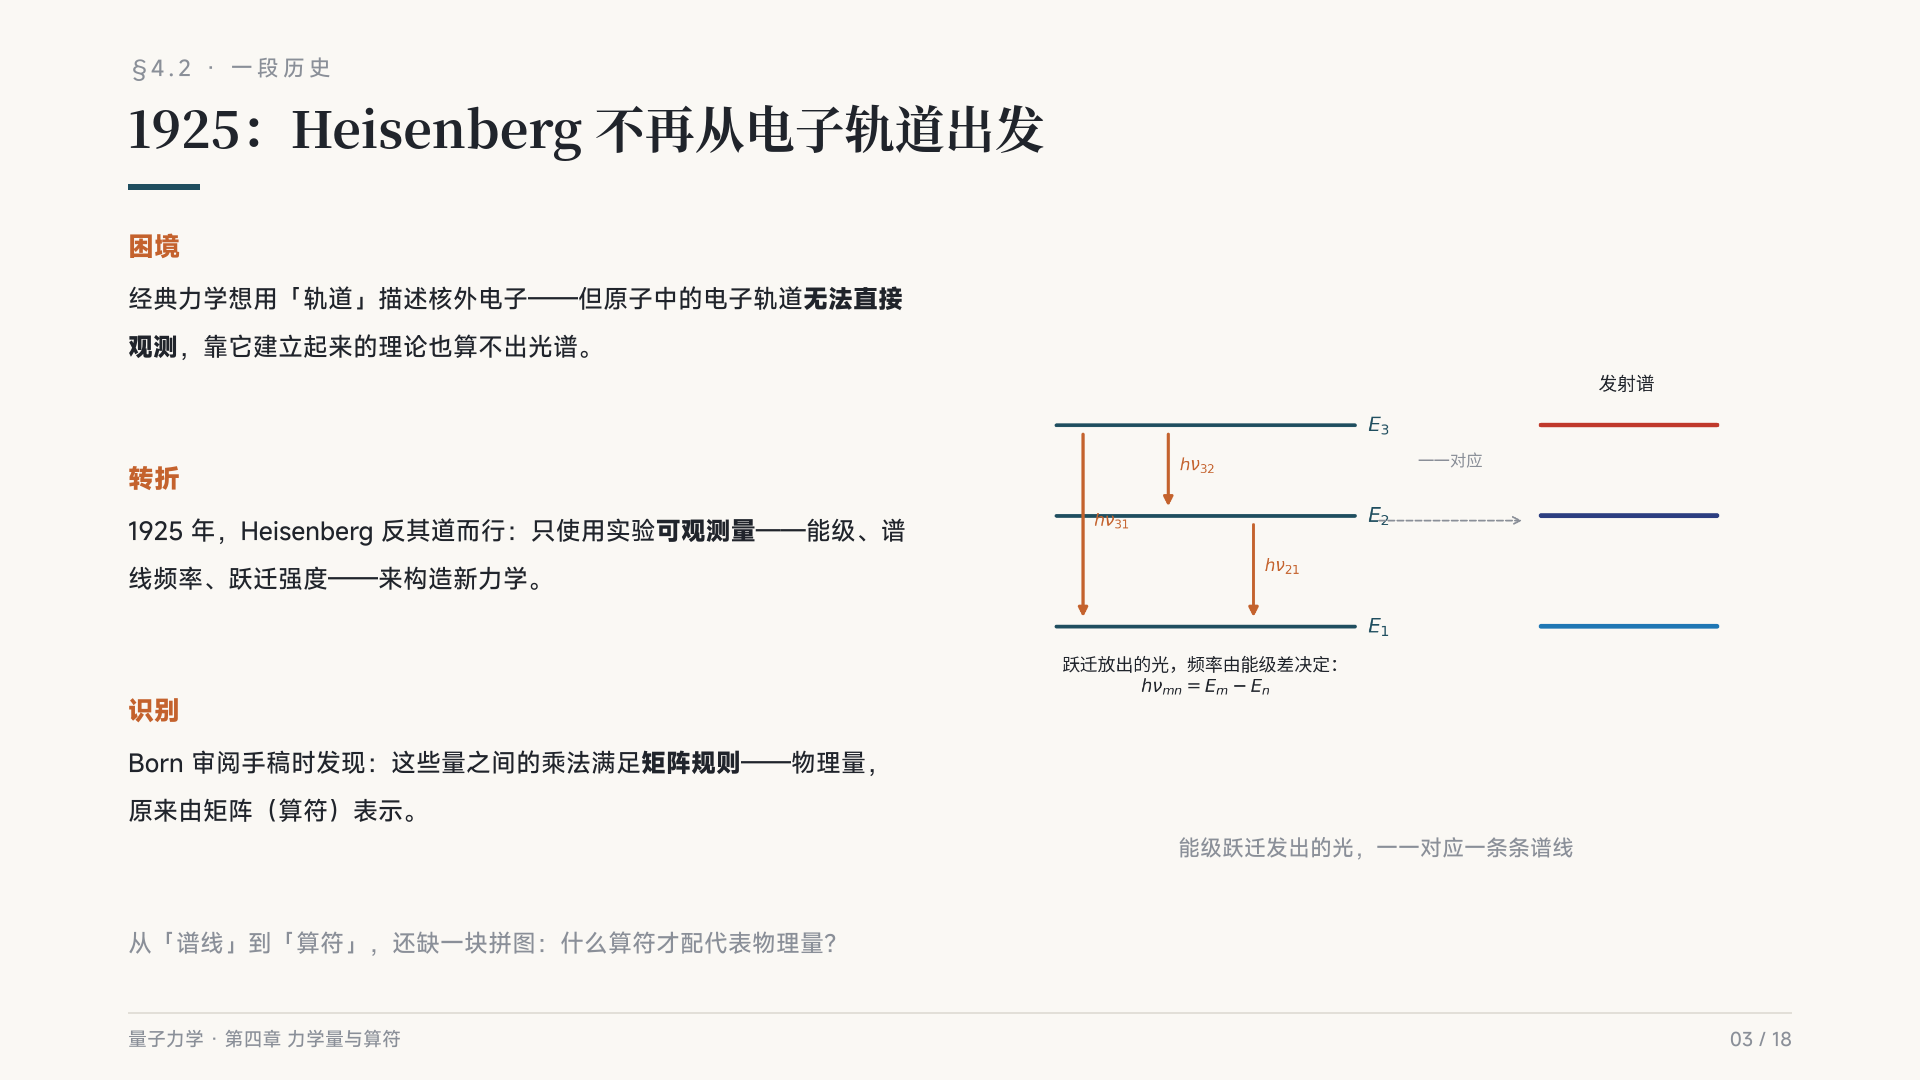 §4.2 · 一段历史
1925：Heisenberg 不再从电子轨道出发
困境
经典力学想用「轨道」描述核外电子——但原子中的电子轨道无法直接
观测，靠它建立起来的理论也算不出光谱。
转折
1925 年，Heisenberg 反其道而行：只使用实验可观测量——能级、谱
线频率、跃迁强度——来构造新力学。
识别
Born 审阅手稿时发现：这些量之间的乘法满足矩阵规则——物理量，
原来由矩阵（算符）表示。
从「谱线」到「算符」，还缺一块拼图：什么算符才配代表物理量？
发射谱
E₃
一一对应
hν₃₂
E₂
hν₃₁
hν₂₁
E₁
跃迁放出的光，频率由能级差决定：
hνₘₙ = Eₘ − Eₙ
能级跃迁发出的光，一一对应一条条谱线
量子力学 · 第四章 力学量与算符
03 / 18